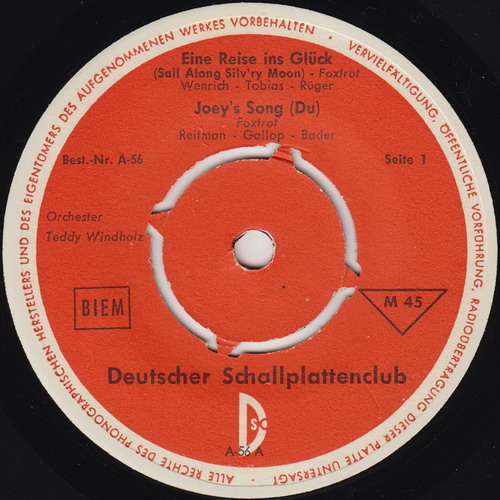 Eine Reise ins Glück
(Sail Along Silv'ry Moon) - Foxtrot
Wenrich - Tobias - Rüger
Joey's Song (Du)
Foxtrot
Reitman - Gallop - Bader
Best.-Nr. A-56
Seite 1
Orchester
Teddy Windholz
BIEM
M 45
Deutscher Schallplattenclub
DSC
A-56 A
ALLE RECHTE DES PHONOGRAPHISCHEN HERSTELLERS UND DES EIGENTÜMERS DES AUFGENOMMENEN WERKES VORBEHALTEN · VERVIELFÄLTIGUNG, ÖFFENTLICHE VORFÜHRUNG, RADIOÜBERTRAGUNG DIESER PLATTE UNTERSAGT ·